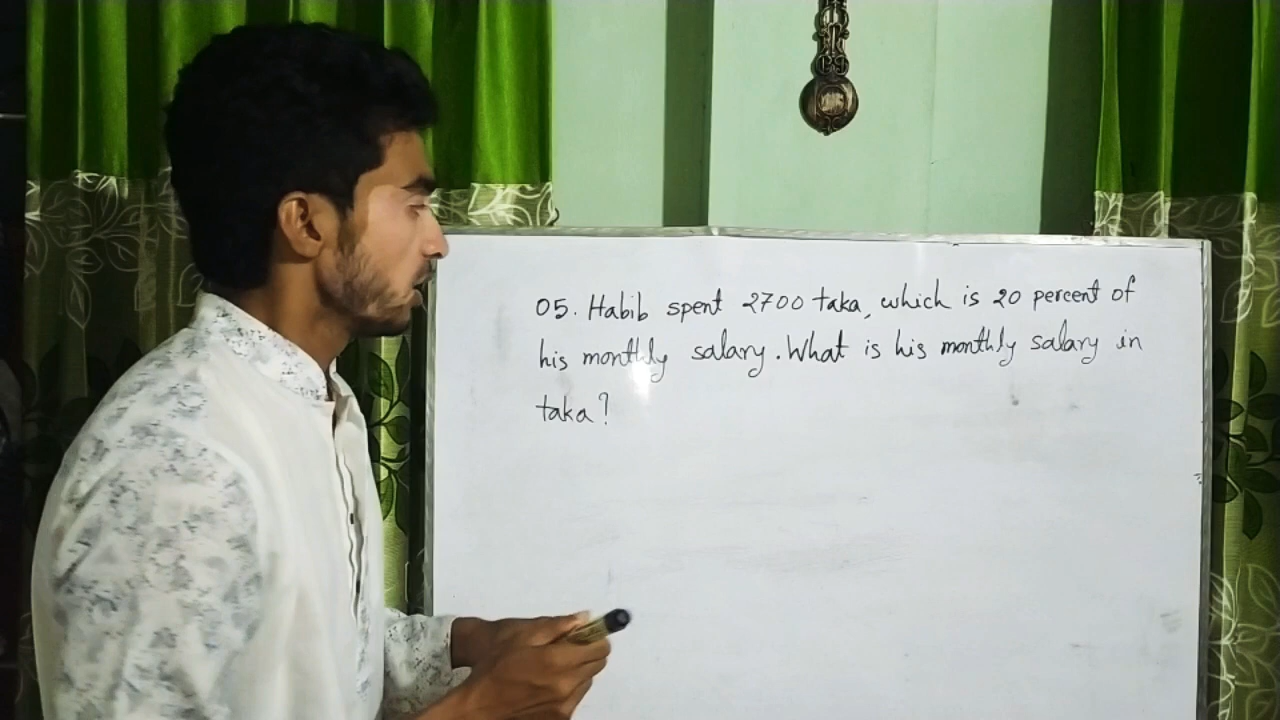 05. Habib spent 2700 taka, which is 20 percent of
his monthly salary. What is his monthly salary in
taka?